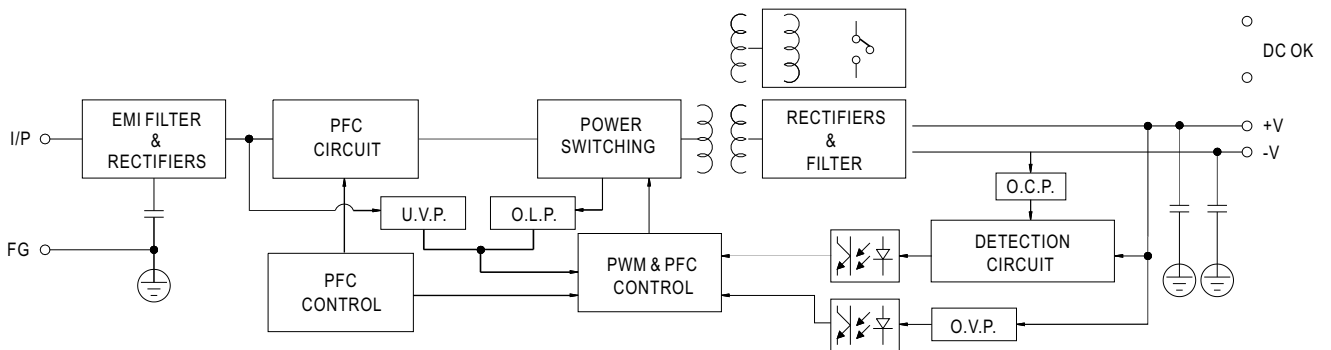 DC OK
I/P
EMI FILTER
&
RECTIFIERS
PFC
CIRCUIT
POWER
SWITCHING
RECTIFIERS
&
FILTER
+V
-V
U.V.P.
O.L.P.
O.C.P.
FG
PFC
CONTROL
PWM & PFC
CONTROL
DETECTION
CIRCUIT
O.V.P.